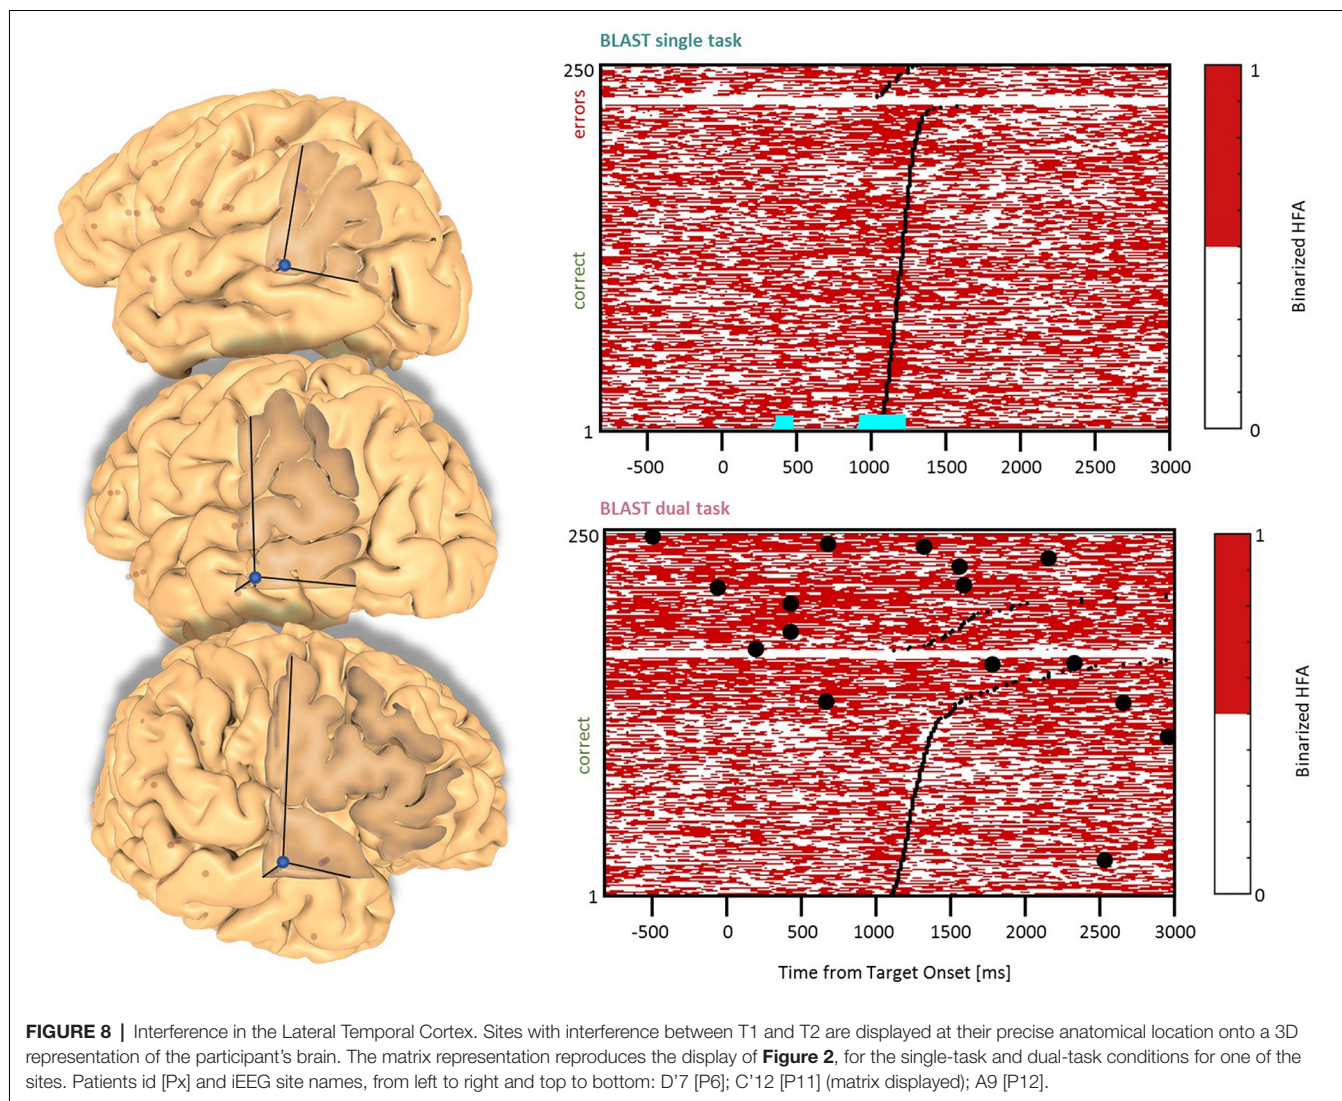 BLAST single task
250
errors
correct
1
-500 0 500 1000 1500 2000 2500 3000
1
Binarized HFA
0
BLAST dual task
250
correct
1
-500 0 500 1000 1500 2000 2500 3000
Time from Target Onset [ms]
1
Binarized HFA
0
FIGURE 8 | Interference in the Lateral Temporal Cortex. Sites with interference between T1 and T2 are displayed at their precise anatomical location onto a 3D
representation of the participant's brain. The matrix representation reproduces the display of Figure 2, for the single-task and dual-task conditions for one of the
sites. Patients id [Px] and iEEG site names, from left to right and top to bottom: D'7 [P6]; C'12 [P11] (matrix displayed); A9 [P12].